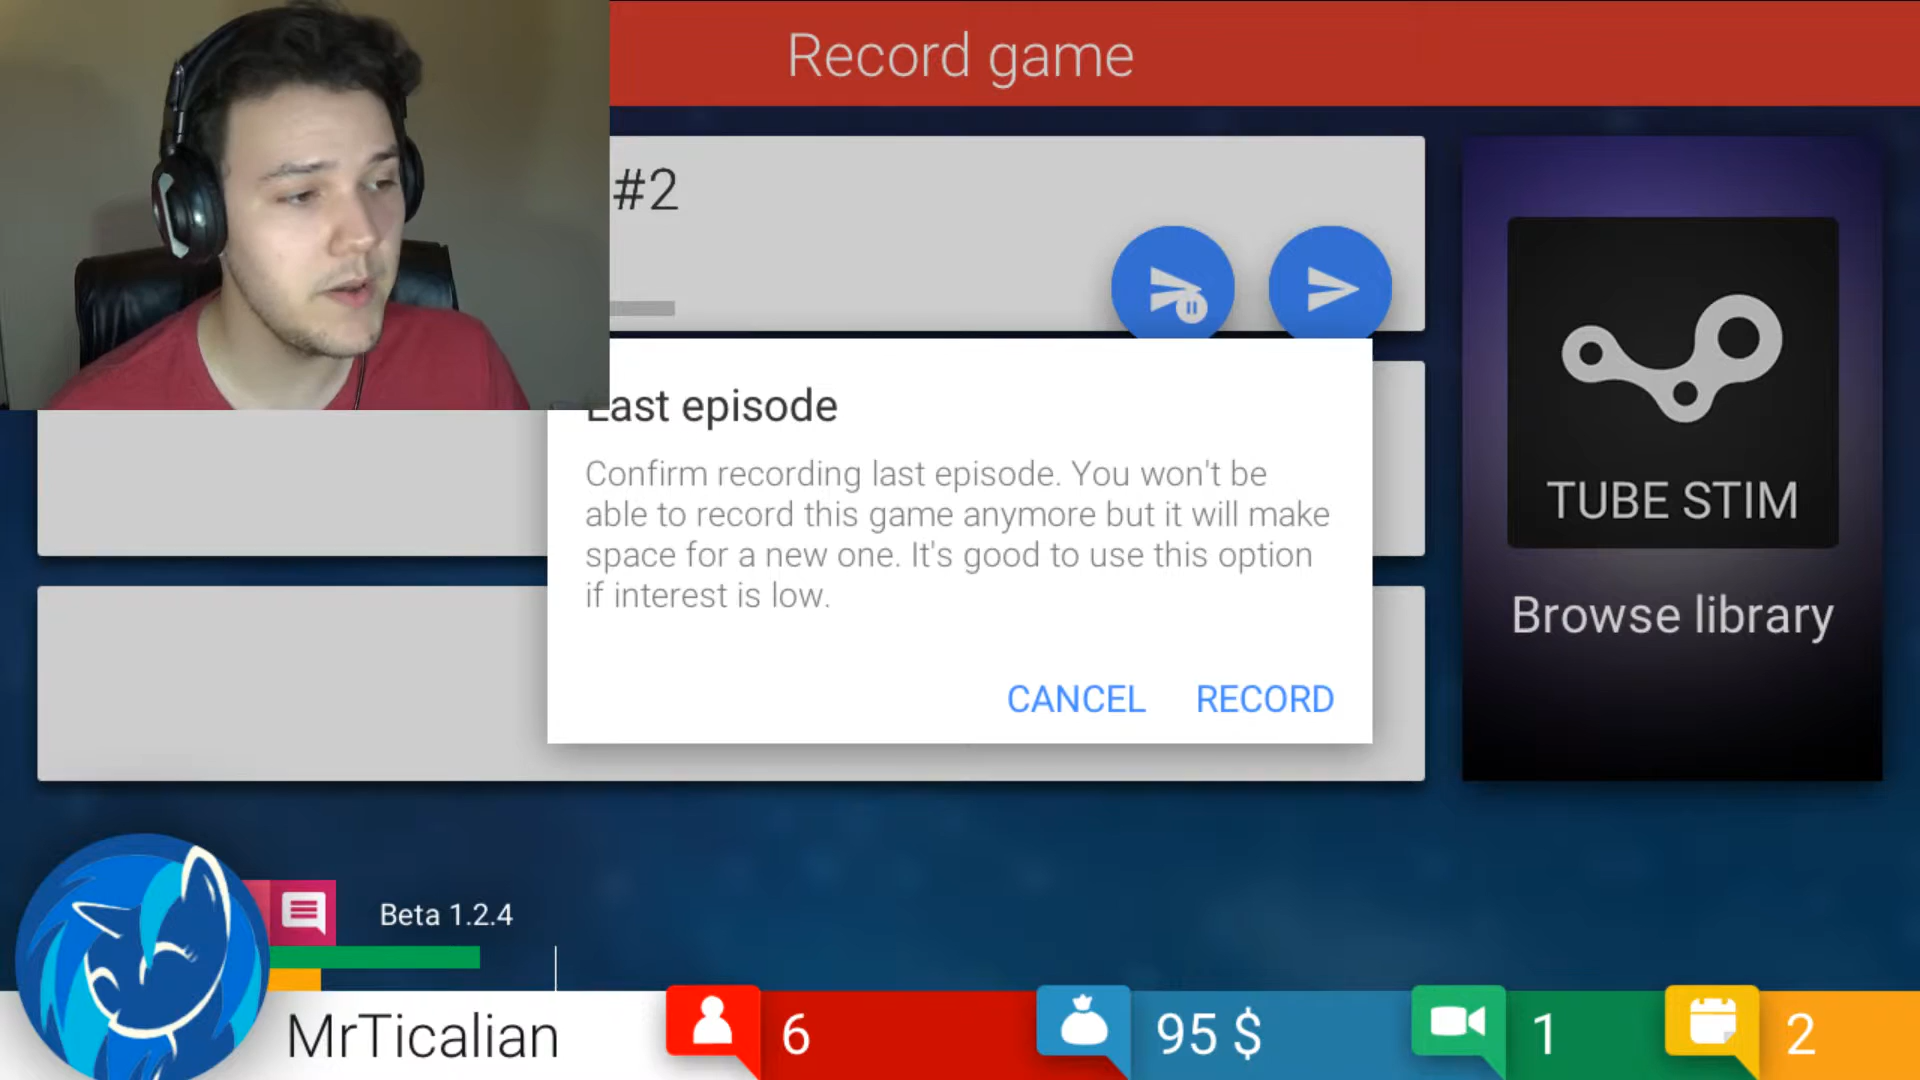 Record game
#2
Last episode
Confirm recording last episode. You won't be
able to record this game anymore but it will make
space for a new one. It's good to use this option
if interest is low.
CANCEL RECORD
TUBE STIM
Browse library
Beta 1.2.4
MrTicalian
6
95 $
1
2